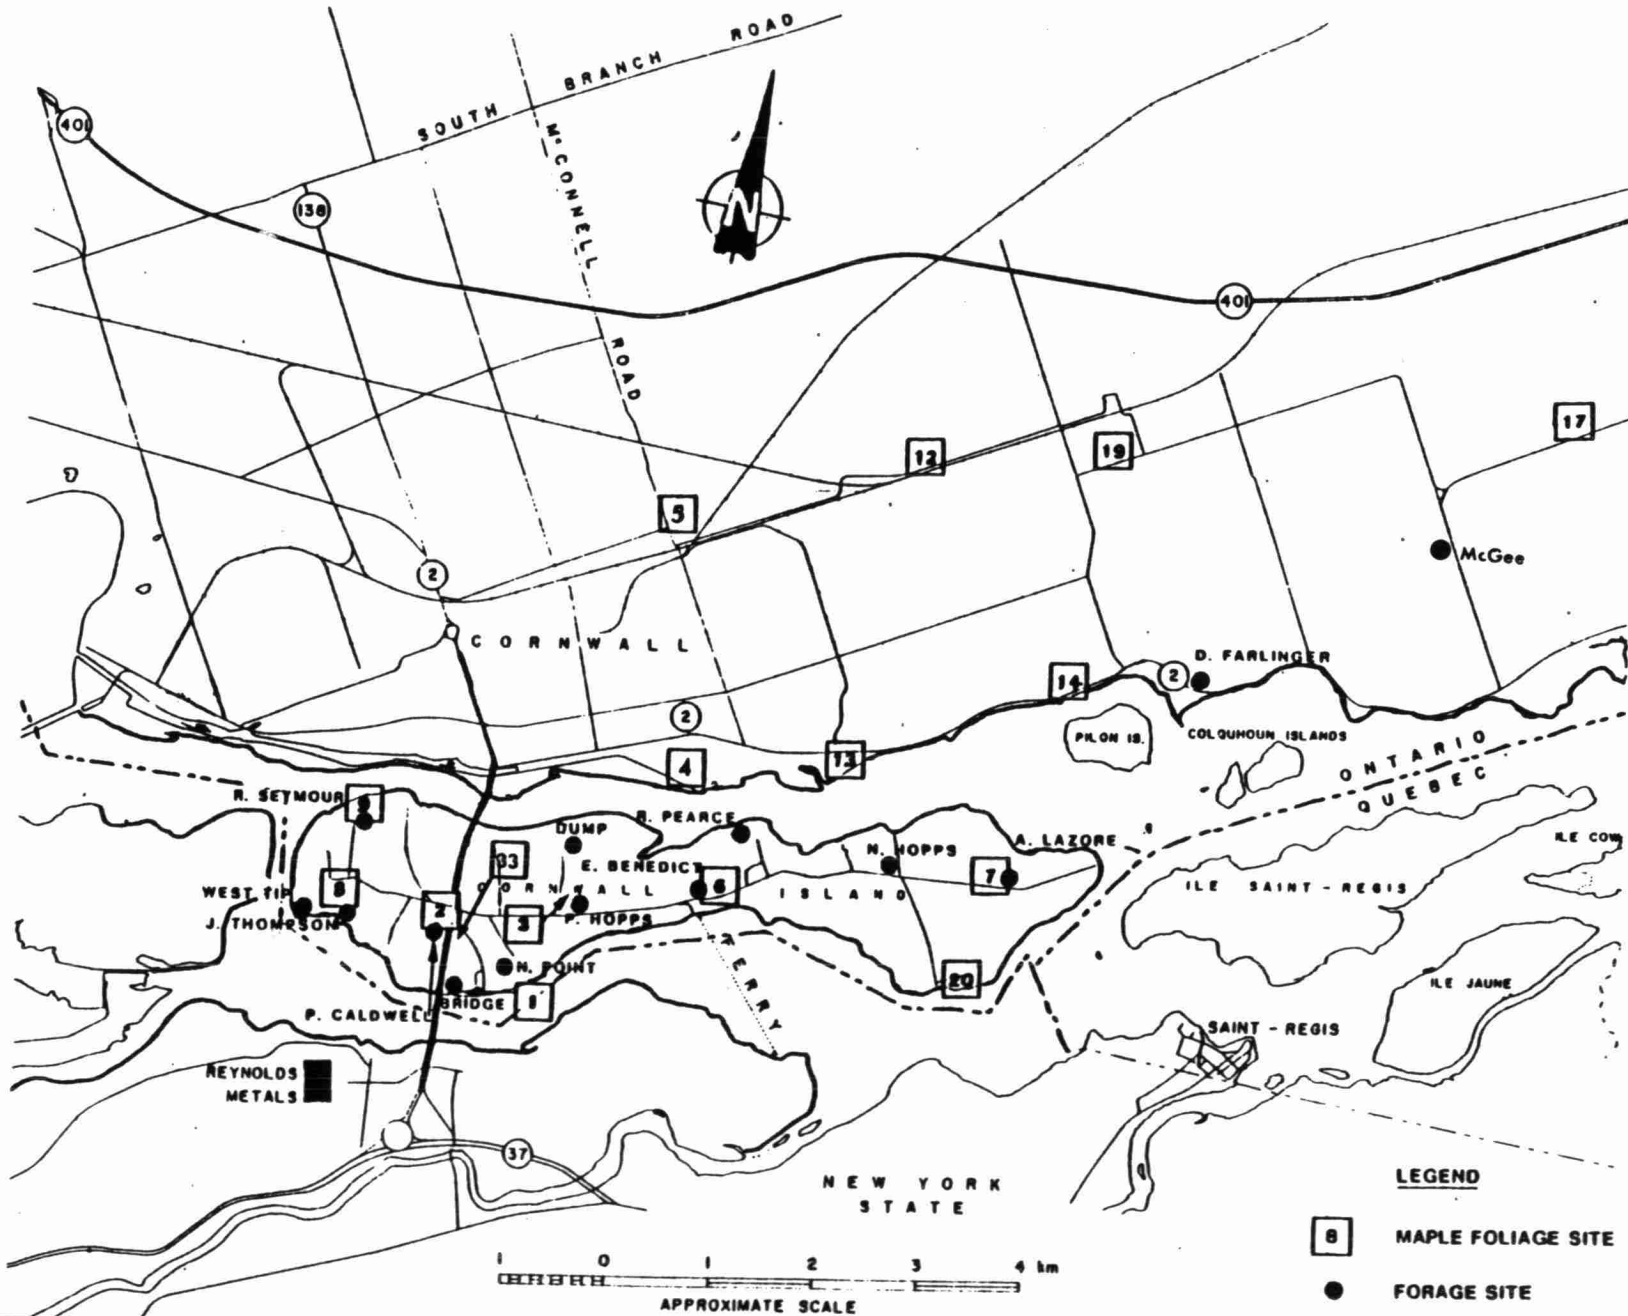 SOUTH BRANCH ROAD
401
138
McCONNELL ROAD
N
401
17
12
19
5
McGee
2
CORNWALL
D. FARLINGER
14
2
2
PILON IS.
COLQUHOUN ISLANDS
ONTARIO
QUEBEC
4
13
R. SEYMOUR
9
R. PEARCE
DUMP
33
E. BENEDICT
N. HOPPS
A. LAZORE
ILE COW
7
6
8
CORNWALL ISLAND
ILE SAINT-REGIS
WEST TIP
2
J. THOMPSON
3
P. HOPPS
FERRY
N. POINT
20
ILE JAUNE
BRIDGE
1
P. CALDWELL
SAINT-REGIS
REYNOLDS
METALS
37
NEW YORK
STATE
LEGEND
8 MAPLE FOLIAGE SITE
FORAGE SITE
1 0 1 2 3 4 km
APPROXIMATE SCALE